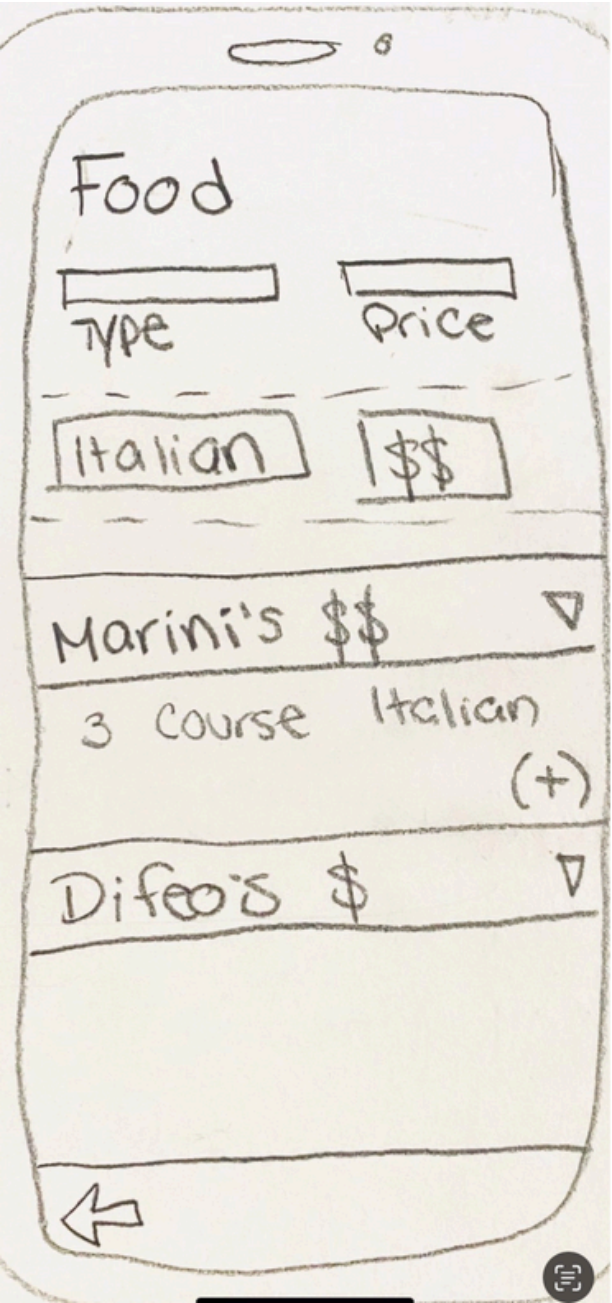 Food
Type Price
Italian $$
Marini's $$
3 Course Italian
(+)
Difeo's $